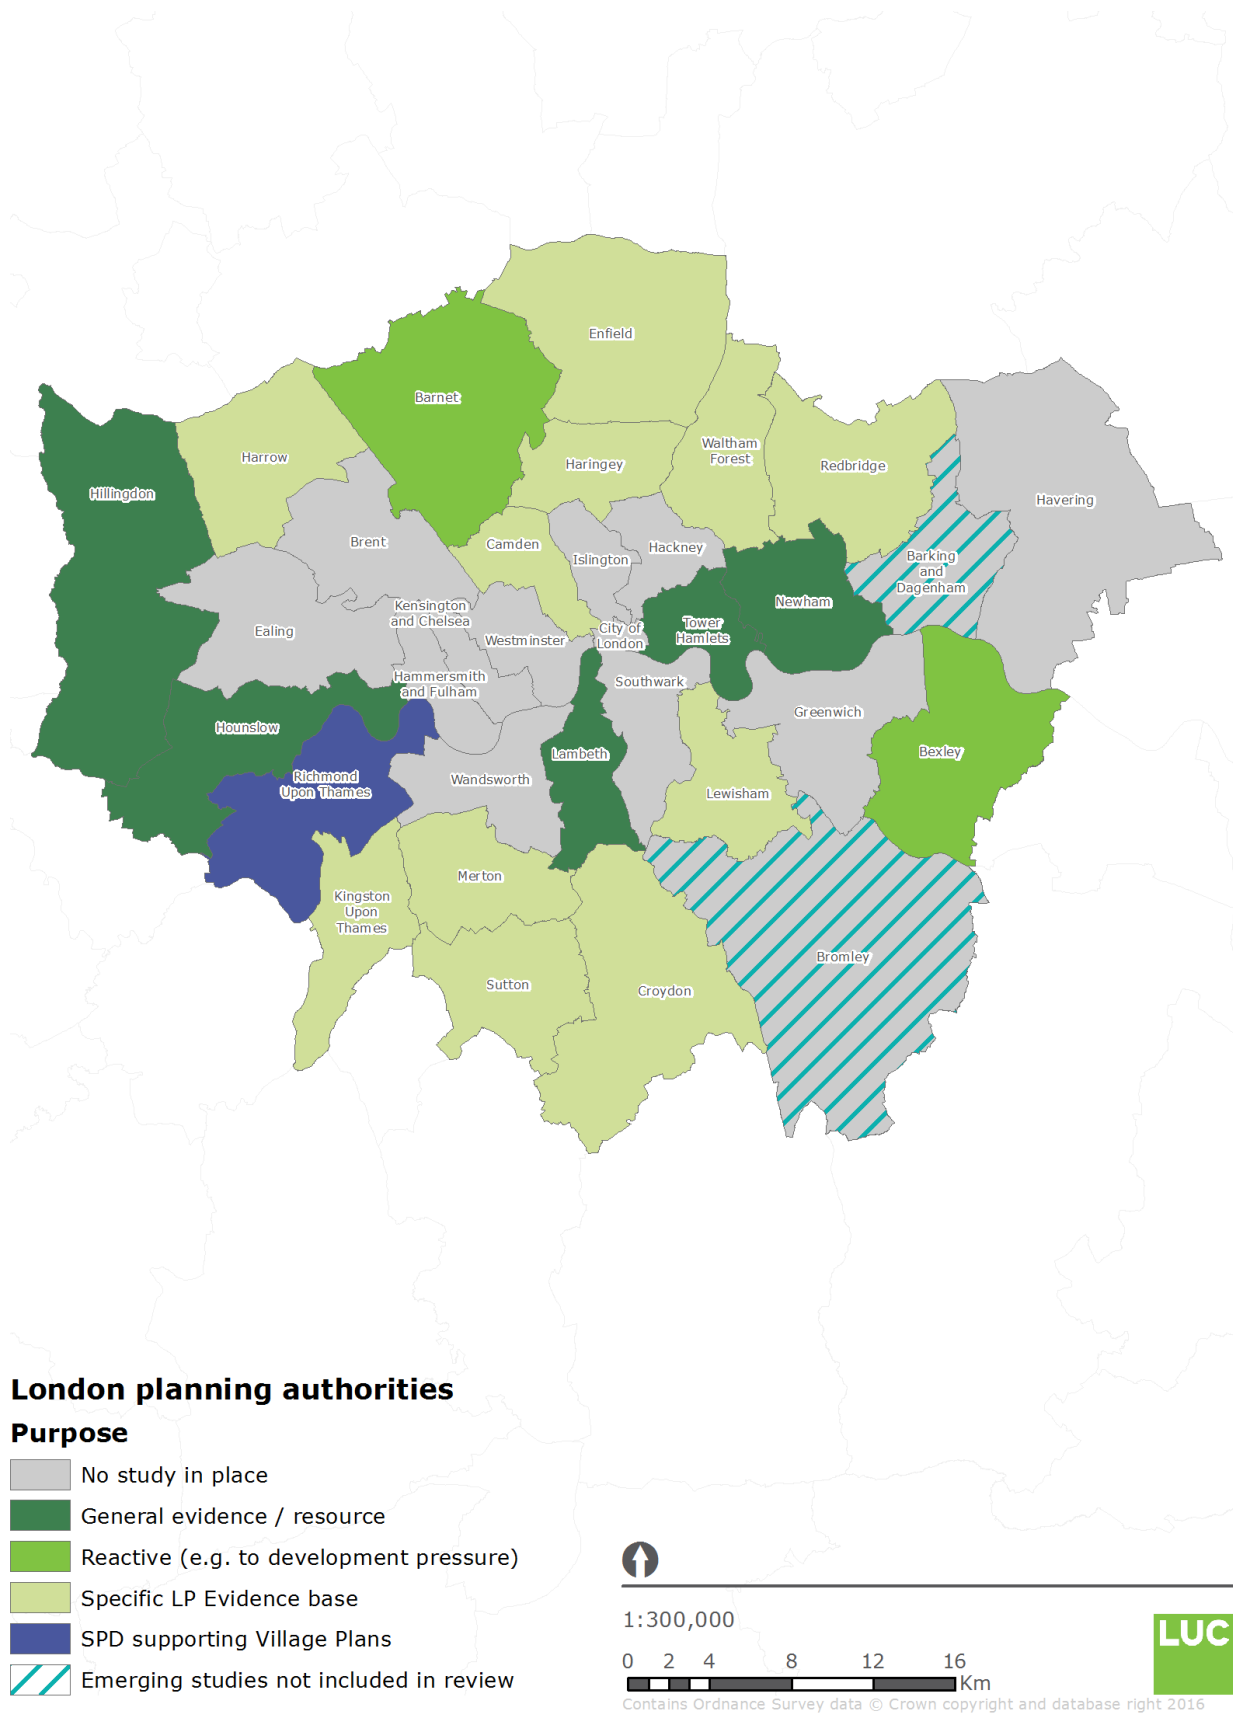 Enfield
Barnet
Waltham
Forest
Harrow
Haringey
Redbridge
Hillingdon
Havering
Brent
Camden
Hackney
Islington
Barking
and
Dagenham
Newham
Kensington
and Chelsea
Ealing
Westminster
City of
London
Tower
Hamlets
Hammersmith
and Fulham
Southwark
Greenwich
Hounslow
Lambeth
Bexley
Richmond
Upon Thames
Wandsworth
Lewisham
Merton
Kingston
Upon
Thames
Bromley
Sutton
Croydon
London planning authorities
Purpose
No study in place
General evidence / resource
Reactive (e.g. to development pressure)
Specific LP Evidence base
SPD supporting Village Plans
Emerging studies not included in review
1:300,000
0 2 4 8 12 16
Km
LUC
Contains Ordnance Survey data © Crown copyright and database right 2016